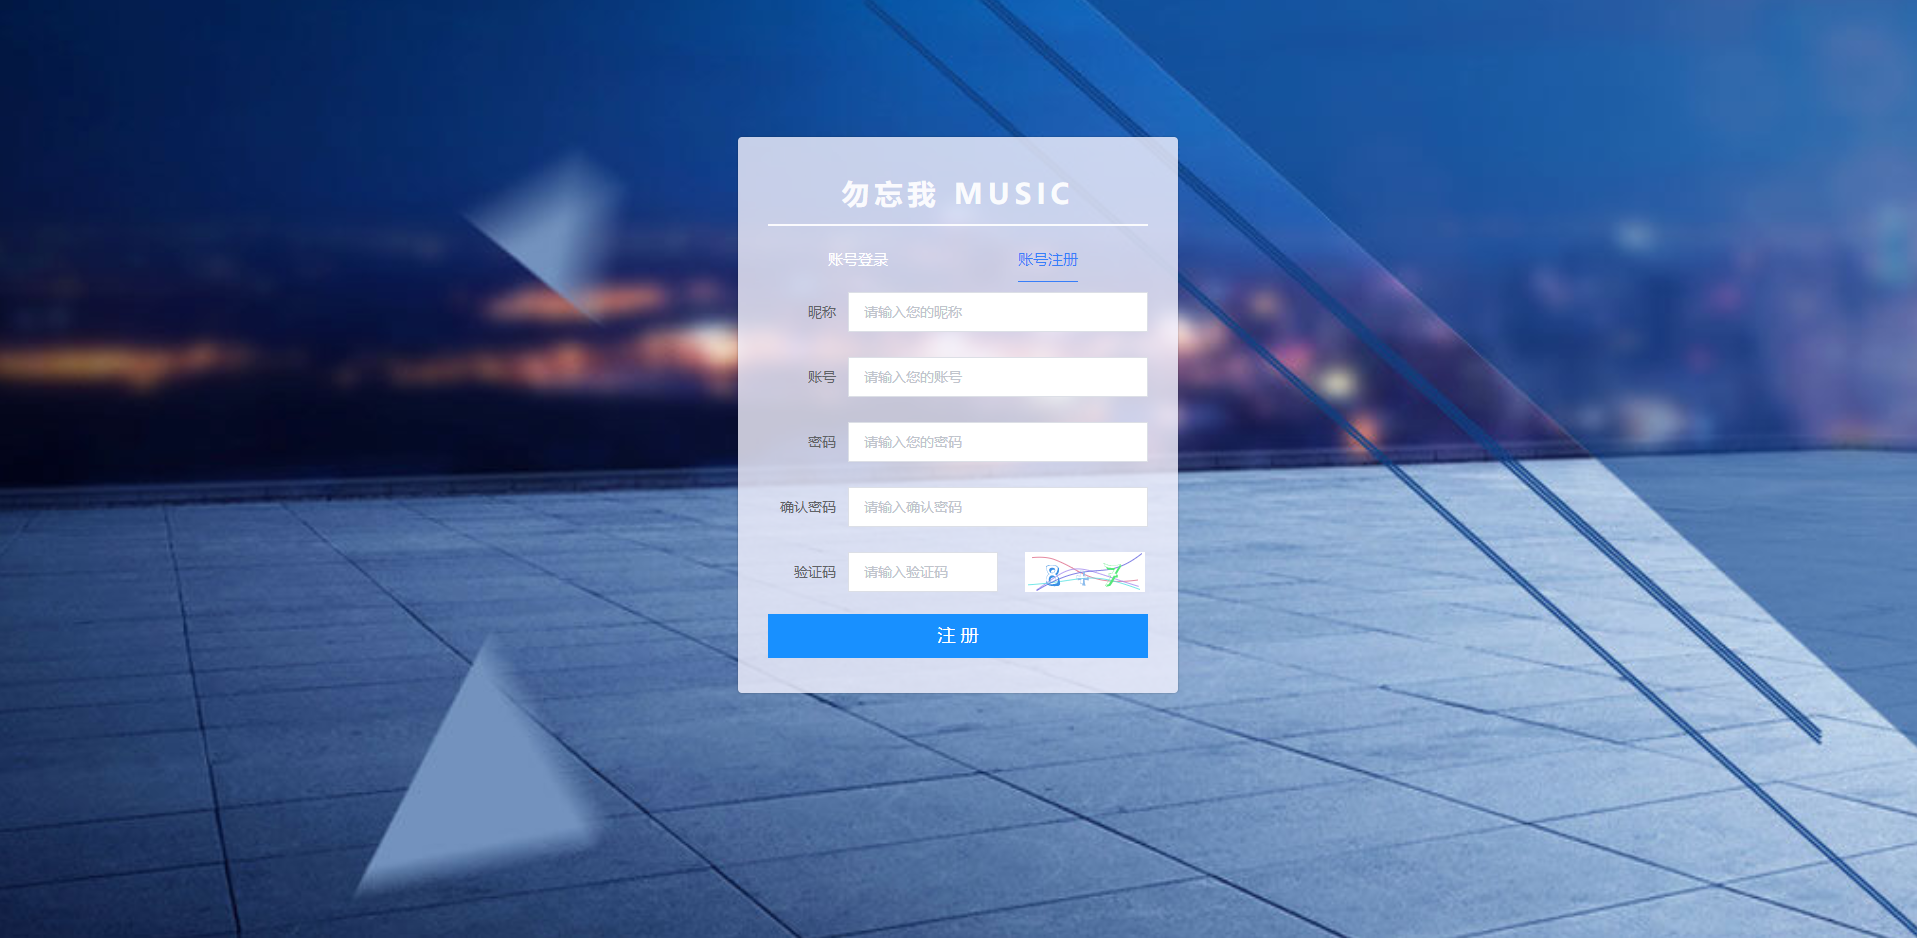 勿忘我 MUSIC
账号登录 账号注册
昵称 请输入您的昵称
账号 请输入您的账号
密码 请输入您的密码
确认密码 请输入确认密码
验证码 请输入验证码 8+7
注 册